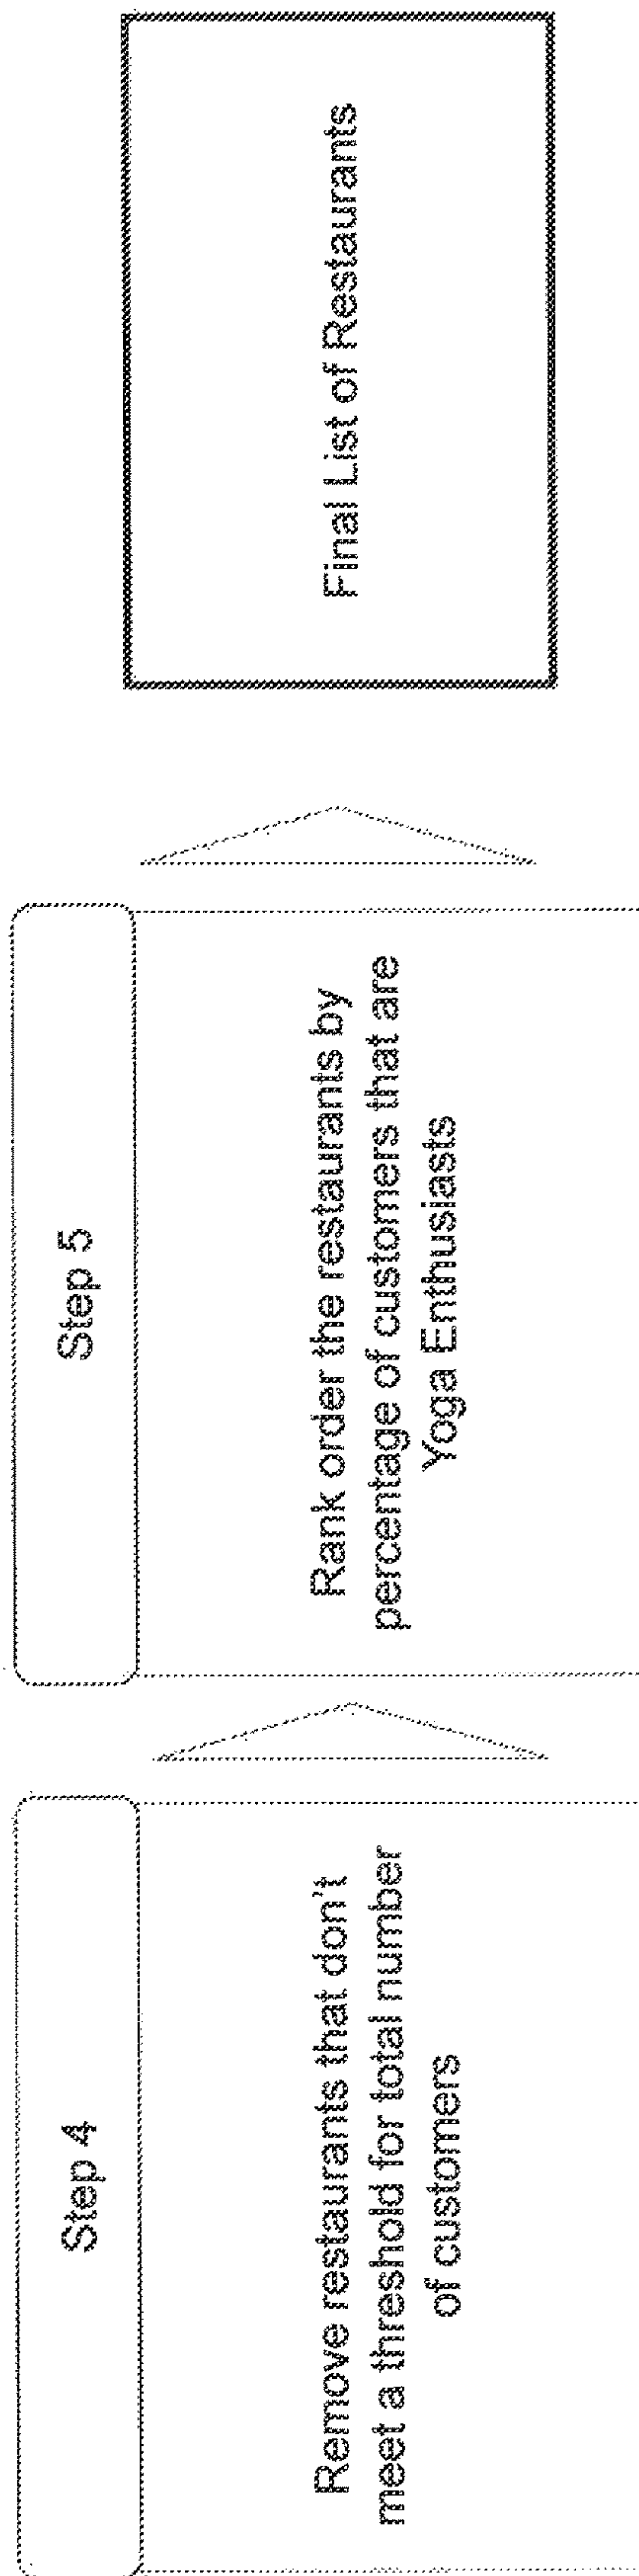 Step 4
Remove restaurants that don't
meet a threshold for total number
of customers
Step 5
Rank order the restaurants by
percentage of customers that are
Yoga Enthusiasts
Final List of Restaurants